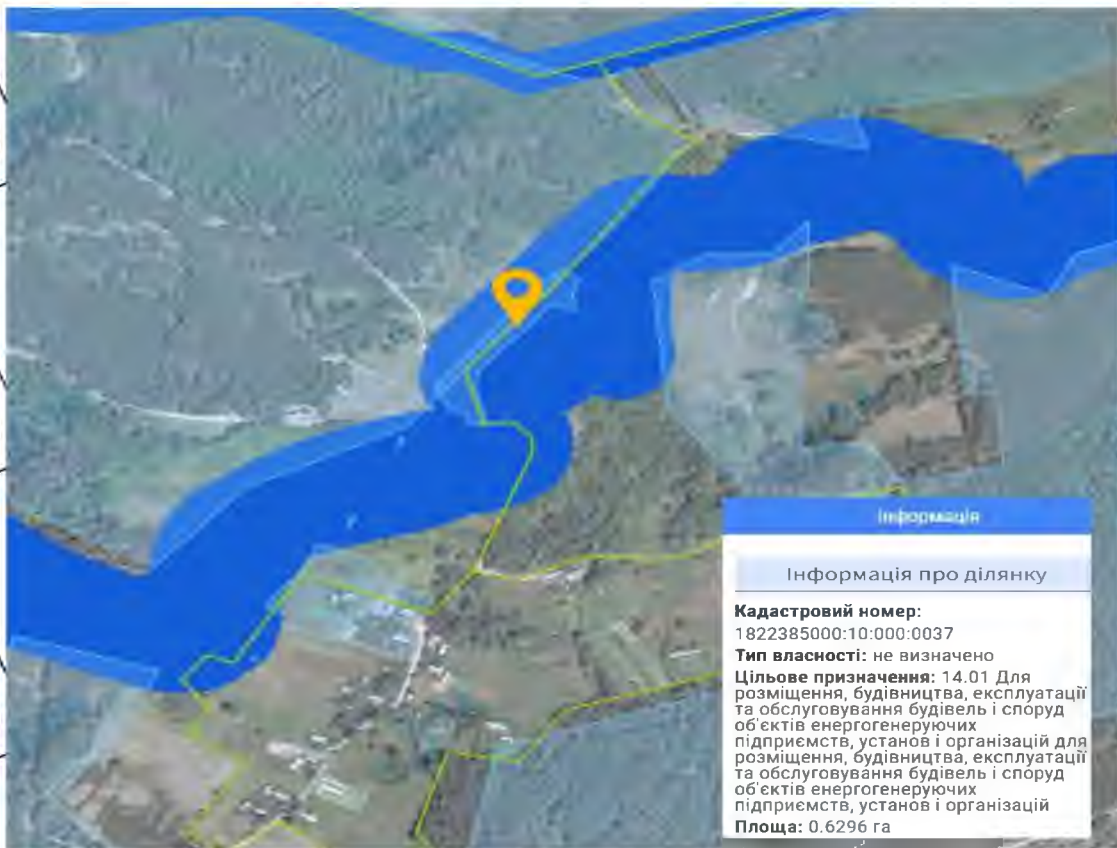 Інформація
Інформація про ділянку
Кадастровий номер:
1822385000:10:000:0037
Тип власності: не визначено
Цільове призначення: 14.01 Для
розміщення, будівництва, експлуатації
та обслуговування будівель і споруд
об'єктів енергогенеруючих
підприємств, установ і організацій для
розміщення, будівництва, експлуатації
та обслуговування будівель і споруд
об'єктів енергогенеруючих
підприємств, установ і організацій
Площа: 0.6296 га